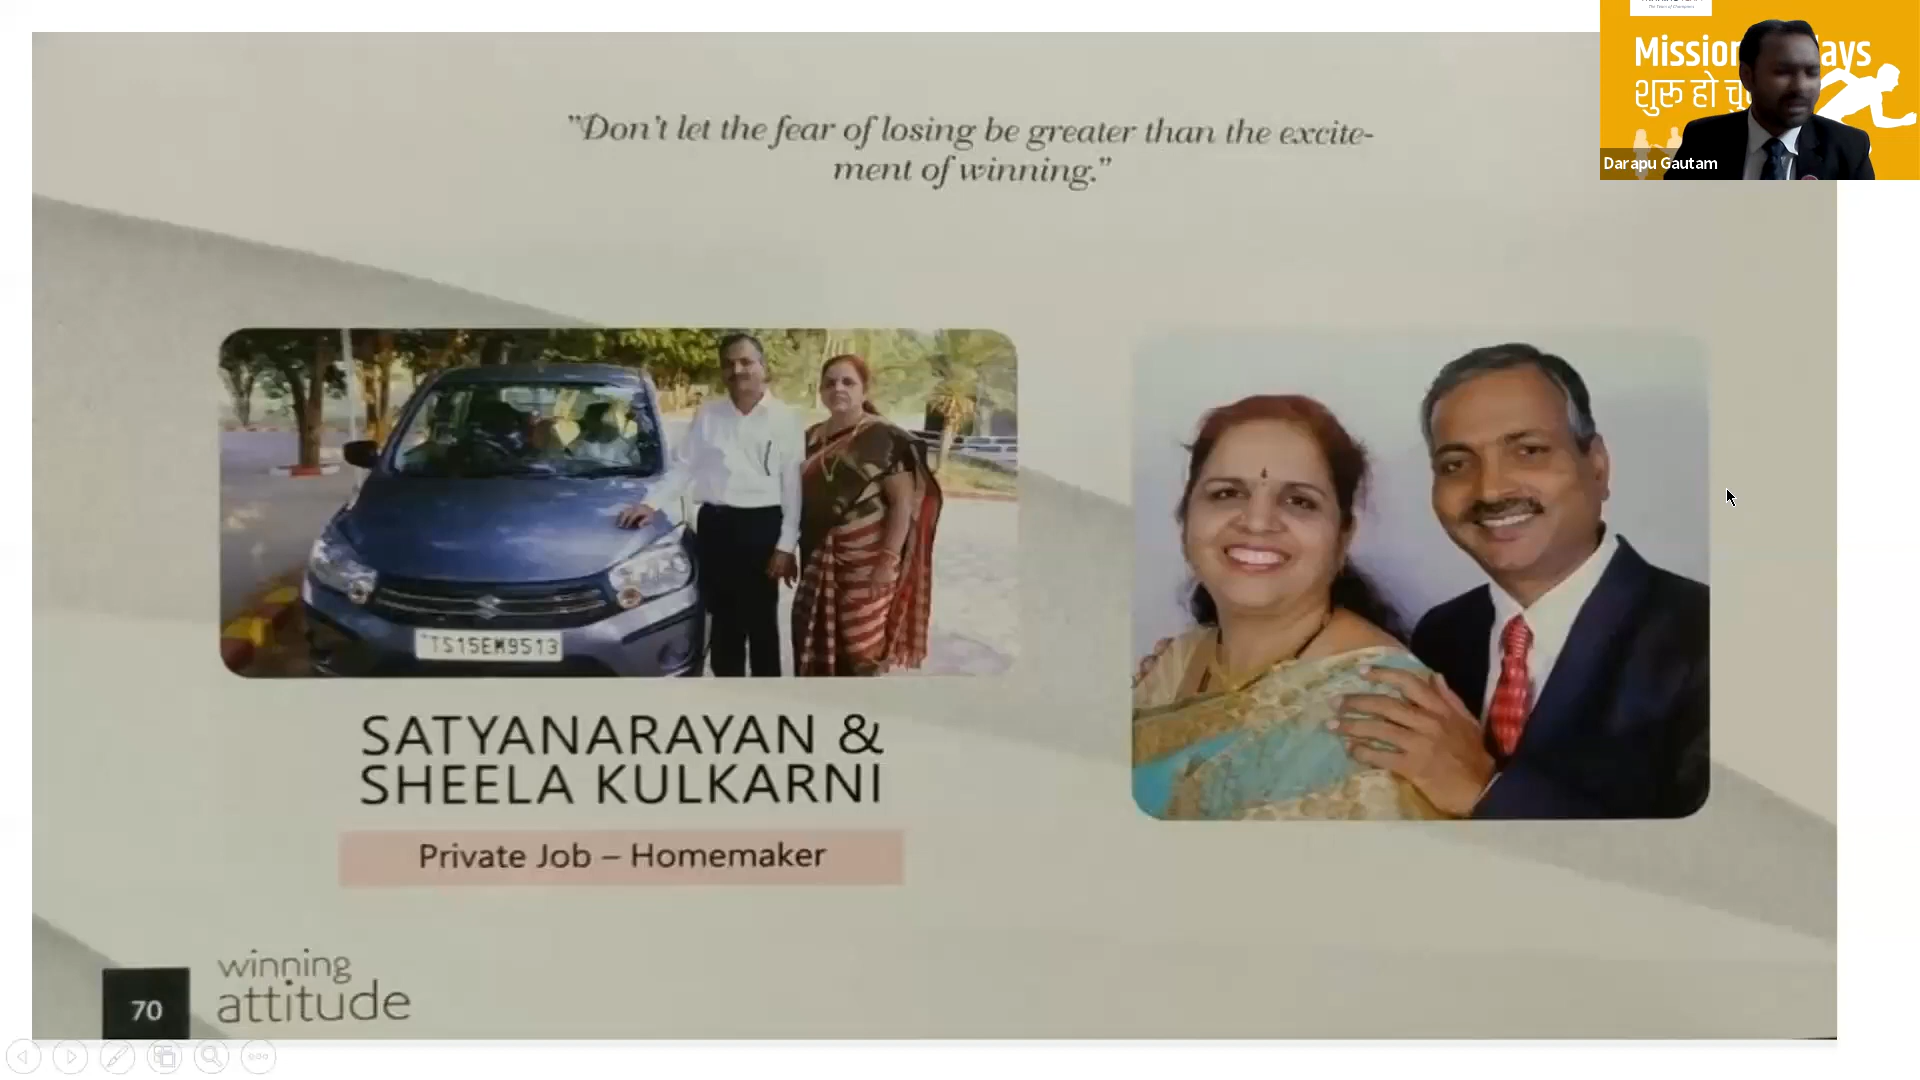 "Don't let the fear of losing be greater than the excite-
ment of winning."
Mission
शुरू हो
Darapu Gautam
TS15EM9513
SATYANARAYAN &
SHEELA KULKARNI
Private Job – Homemaker
70
winning
attitude